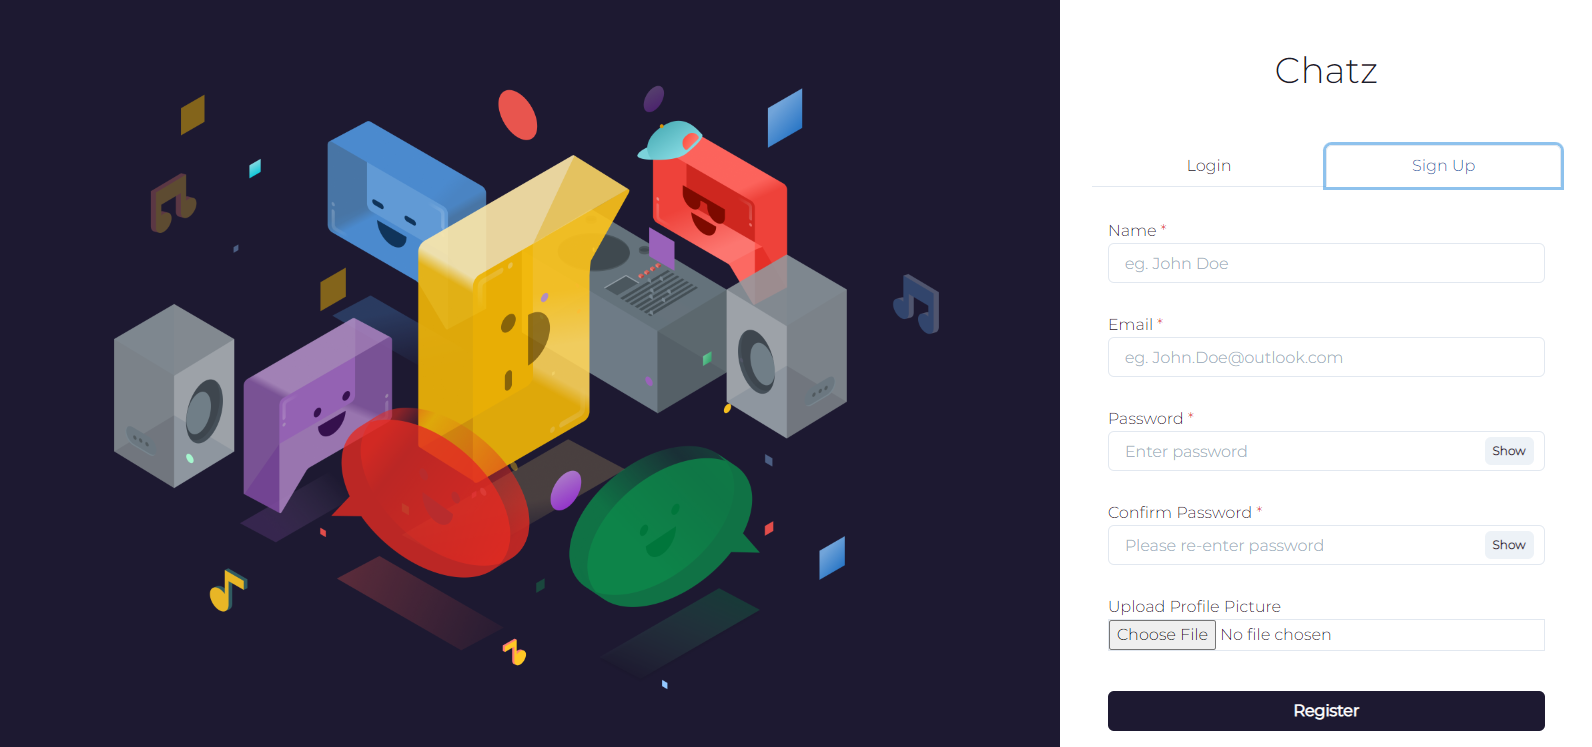 Chatz
Login
Sign Up
Name *
eg. John Doe
Email *
eg. John.Doe@outlook.com
Password *
Enter password
Show
Confirm Password *
Please re-enter password
Show
Upload Profile Picture
Choose File No file chosen
Register